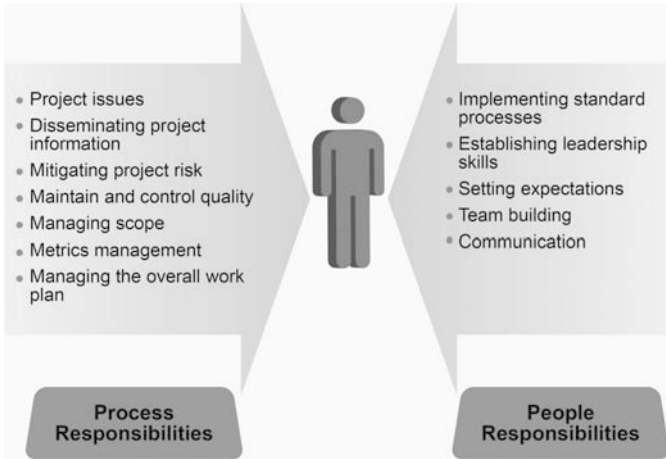 • Project issues
• Disseminating project
information
• Mitigating project risk
• Maintain and control quality
• Managing scope
• Metrics management
• Managing the overall work
plan
Process
Responsibilities
• Implementing standard
processes
• Establishing leadership
skills
• Setting expectations
• Team building
• Communication
People
Responsibilities